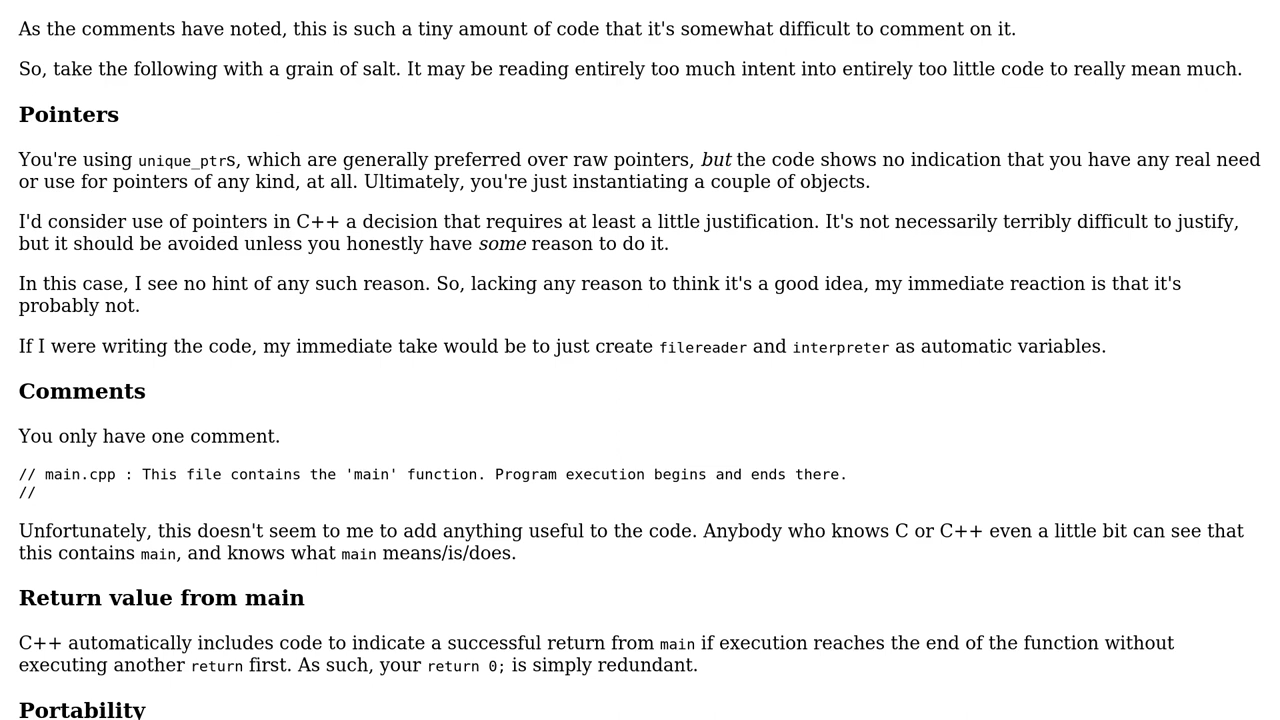 As the comments have noted, this is such a tiny amount of code that it's somewhat difficult to comment on it.
So, take the following with a grain of salt. It may be reading entirely too much intent into entirely too little code to really mean much.
Pointers
You're using unique_ptrs, which are generally preferred over raw pointers, but the code shows no indication that you have any real need
or use for pointers of any kind, at all. Ultimately, you're just instantiating a couple of objects.
I'd consider use of pointers in C++ a decision that requires at least a little justification. It's not necessarily terribly difficult to justify,
but it should be avoided unless you honestly have some reason to do it.
In this case, I see no hint of any such reason. So, lacking any reason to think it's a good idea, my immediate reaction is that it's
probably not.
If I were writing the code, my immediate take would be to just create filereader and interpreter as automatic variables.
Comments
You only have one comment.
// main.cpp : This file contains the 'main' function. Program execution begins and ends there.
//
Unfortunately, this doesn't seem to me to add anything useful to the code. Anybody who knows C or C++ even a little bit can see that
this contains main, and knows what main means/is/does.
Return value from main
C++ automatically includes code to indicate a successful return from main if execution reaches the end of the function without
executing another return first. As such, your return 0; is simply redundant.
Portability